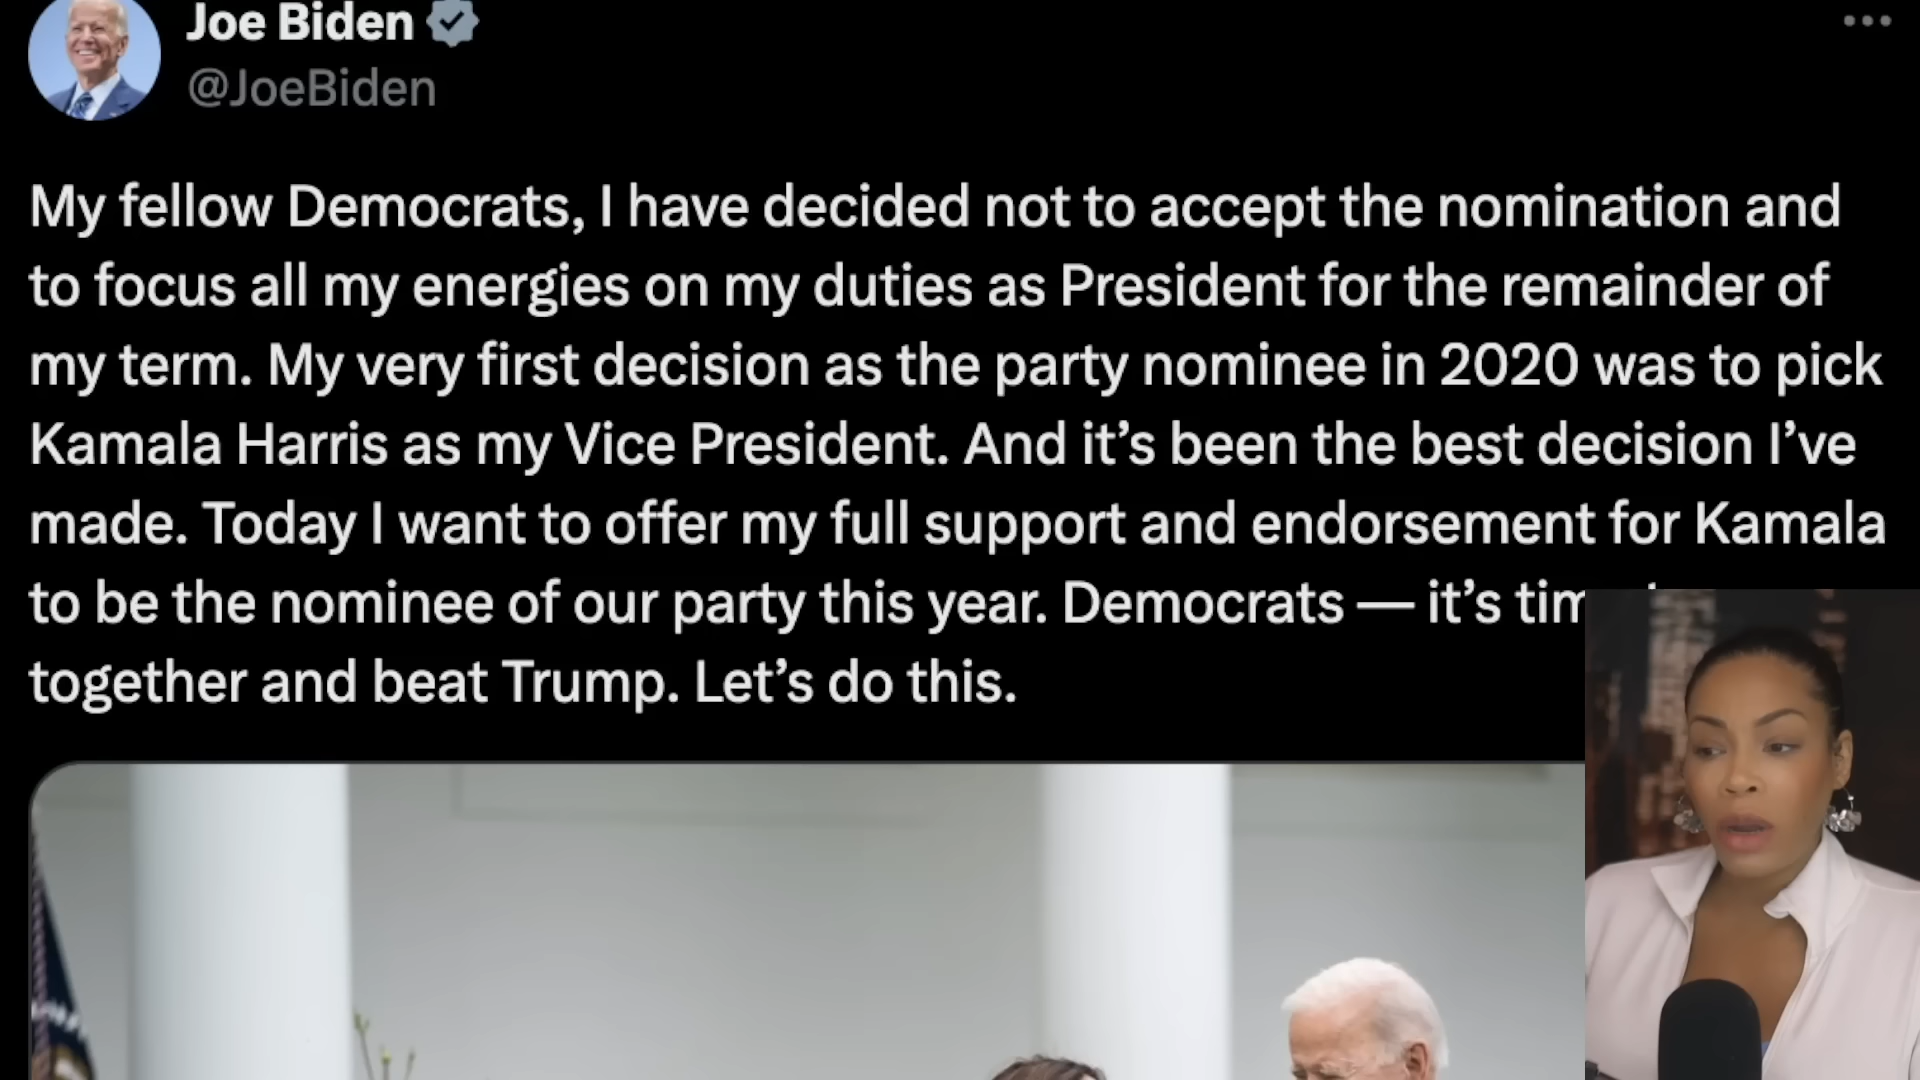 Joe Biden
@JoeBiden
My fellow Democrats, I have decided not to accept the nomination and
to focus all my energies on my duties as President for the remainder of
my term. My very first decision as the party nominee in 2020 was to pick
Kamala Harris as my Vice President. And it’s been the best decision I’ve
made. Today I want to offer my full support and endorsement for Kamala
to be the nominee of our party this year. Democrats — it’s
together and beat Trump. Let’s do this.